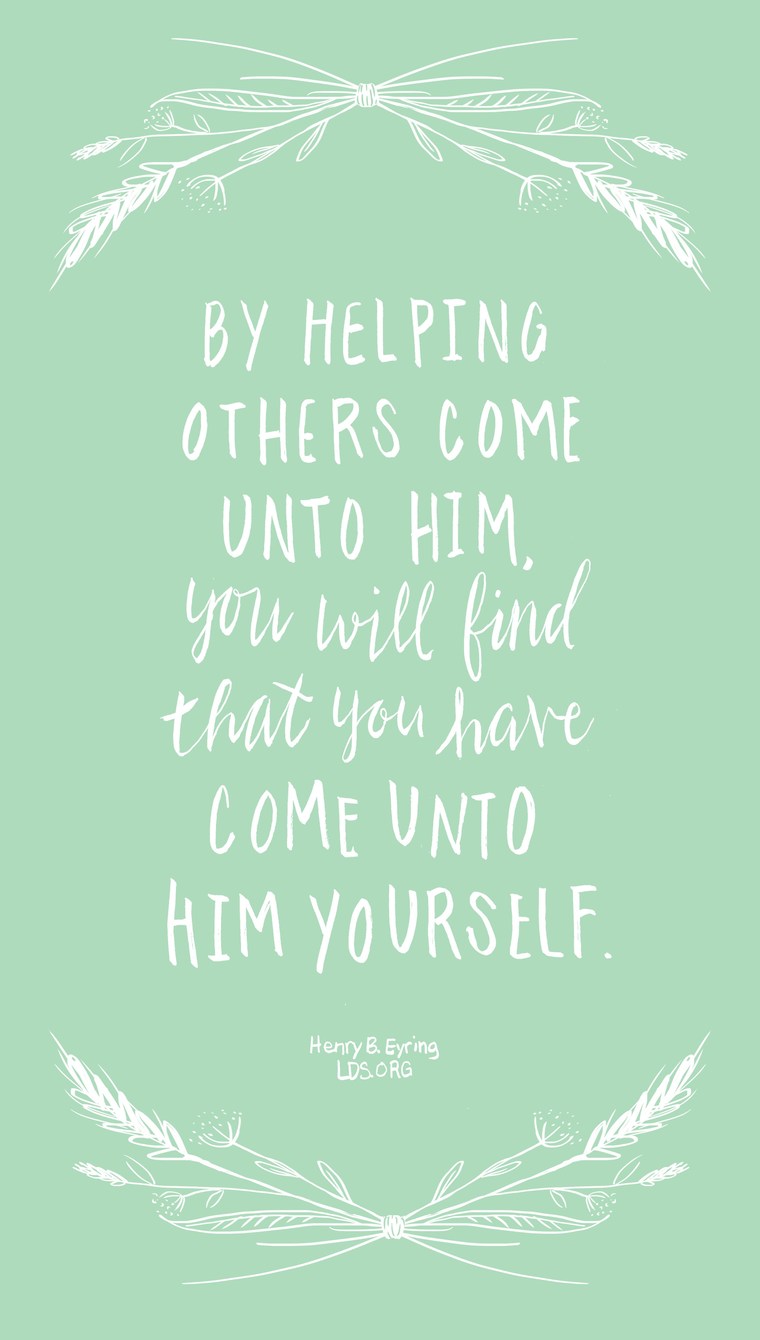 BY HELPING
OTHERS COME
UNTO HIM,
you will find
that you have
COME UNTO
HIM YOURSELF.
Henry B. Eyring
LDS.ORG